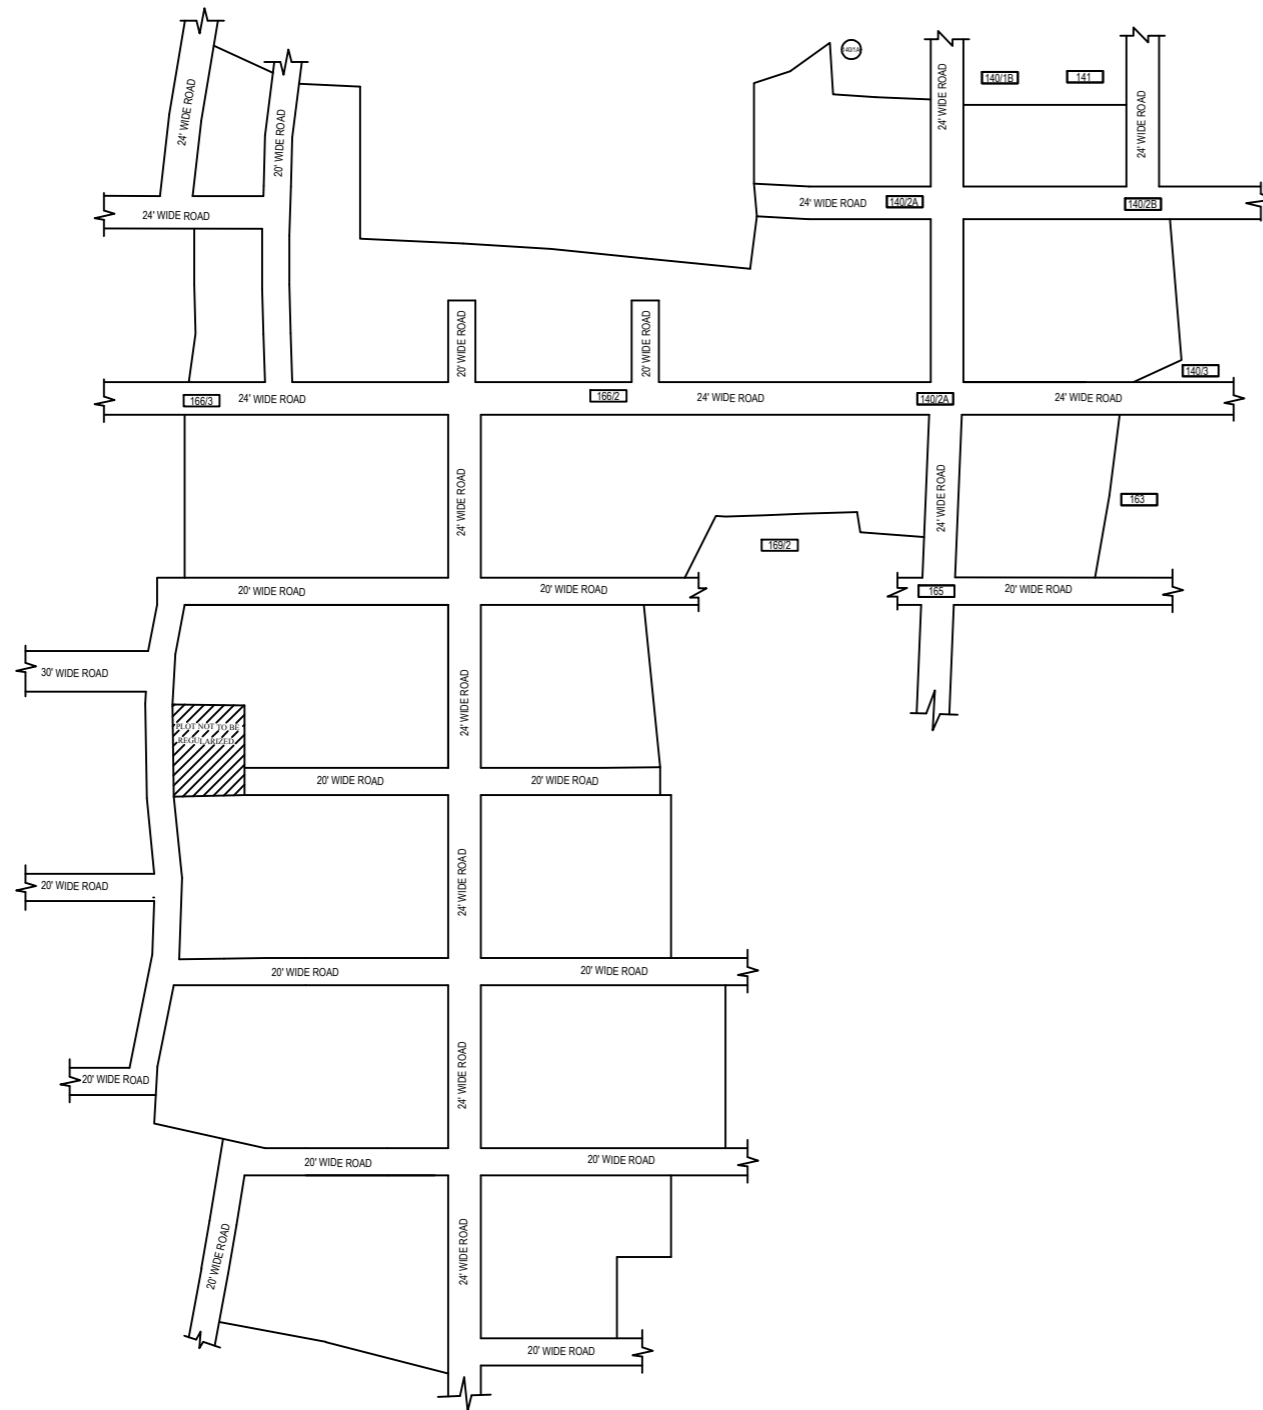 140/1A
140/1B
141
24' WIDE ROAD
20' WIDE ROAD
24' WIDE ROAD
24' WIDE ROAD
24' WIDE ROAD
24' WIDE ROAD
140/2A
140/2B
20' WIDE ROAD
20' WIDE ROAD
140/3
166/3
24' WIDE ROAD
166/2
24' WIDE ROAD
140/2A
24' WIDE ROAD
24' WIDE ROAD
24' WIDE ROAD
163
169/2
20' WIDE ROAD
20' WIDE ROAD
165
20' WIDE ROAD
30' WIDE ROAD
24' WIDE ROAD
PLOT NOT TO BE
REGULARIZED
20' WIDE ROAD
20' WIDE ROAD
20' WIDE ROAD
24' WIDE ROAD
20' WIDE ROAD
20' WIDE ROAD
20' WIDE ROAD
24' WIDE ROAD
20' WIDE ROAD
20' WIDE ROAD
20' WIDE ROAD
24' WIDE ROAD
20' WIDE ROAD